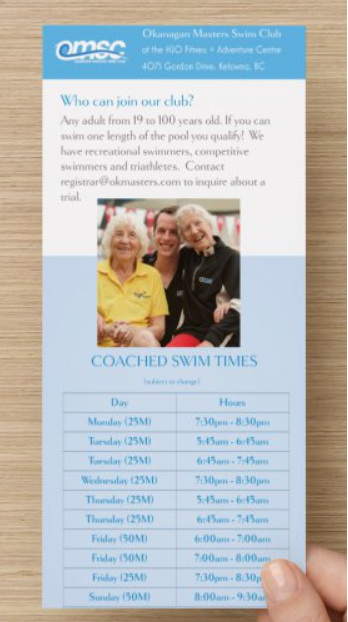 omsc
Okanagan Masters Swim Club
at the H2O Fitness + Adventure Centre
4075 Gordon Drive, Kelowna, BC
Who can join our club?
Any adult from 19 to 100 years old. If you can
swim one length of the pool you qualify! We
have recreational swimmers, competitive
swimmers and triathletes. Contact
registrar@okmasters.com to inquire about a
trial.
COACHED SWIM TIMES
(subject to change)
Day Hours
Monday (25M) 7:30pm - 8:30pm
Tuesday (25M) 5:45am - 6:45am
Tuesday (25M) 6:45am - 7:45am
Wednesday (25M) 7:30pm - 8:30pm
Thursday (25M) 5:45am - 6:45am
Thursday (25M) 6:45am - 7:45am
Friday (50M) 6:00am - 7:00am
Friday (50M) 7:00am - 8:00am
Friday (25M) 7:30pm - 8:30p
Sunday (50M) 8:00am - 9:30a